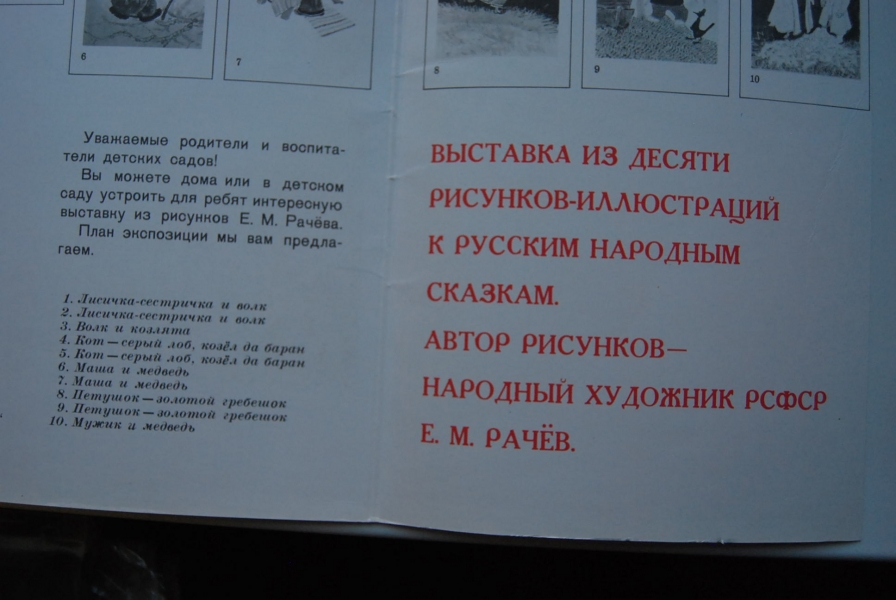 6
7
8
9
10
Уважаемые родители и воспита-
тели детских садов!
Вы можете дома или в детском
саду устроить для ребят интересную
выставку из рисунков Е. М. Рачёва.
План экспозиции мы вам предла-
гаем.
1. Лисичка-сестричка и волк
2. Лисичка-сестричка и волк
3. Волк и козлята
4. Кот — серый лоб, козёл да баран
5. Кот — серый лоб, козёл да баран
6. Маша и медведь
7. Маша и медведь
8. Петушок — золотой гребешок
9. Петушок — золотой гребешок
10. Мужик и медведь
ВЫСТАВКА ИЗ ДЕСЯТИ
РИСУНКОВ-ИЛЛЮСТРАЦИЙ
К РУССКИМ НАРОДНЫМ
СКАЗКАМ.
АВТОР РИСУНКОВ—
НАРОДНЫЙ ХУДОЖНИК РСФСР
Е. М. РАЧЁВ.